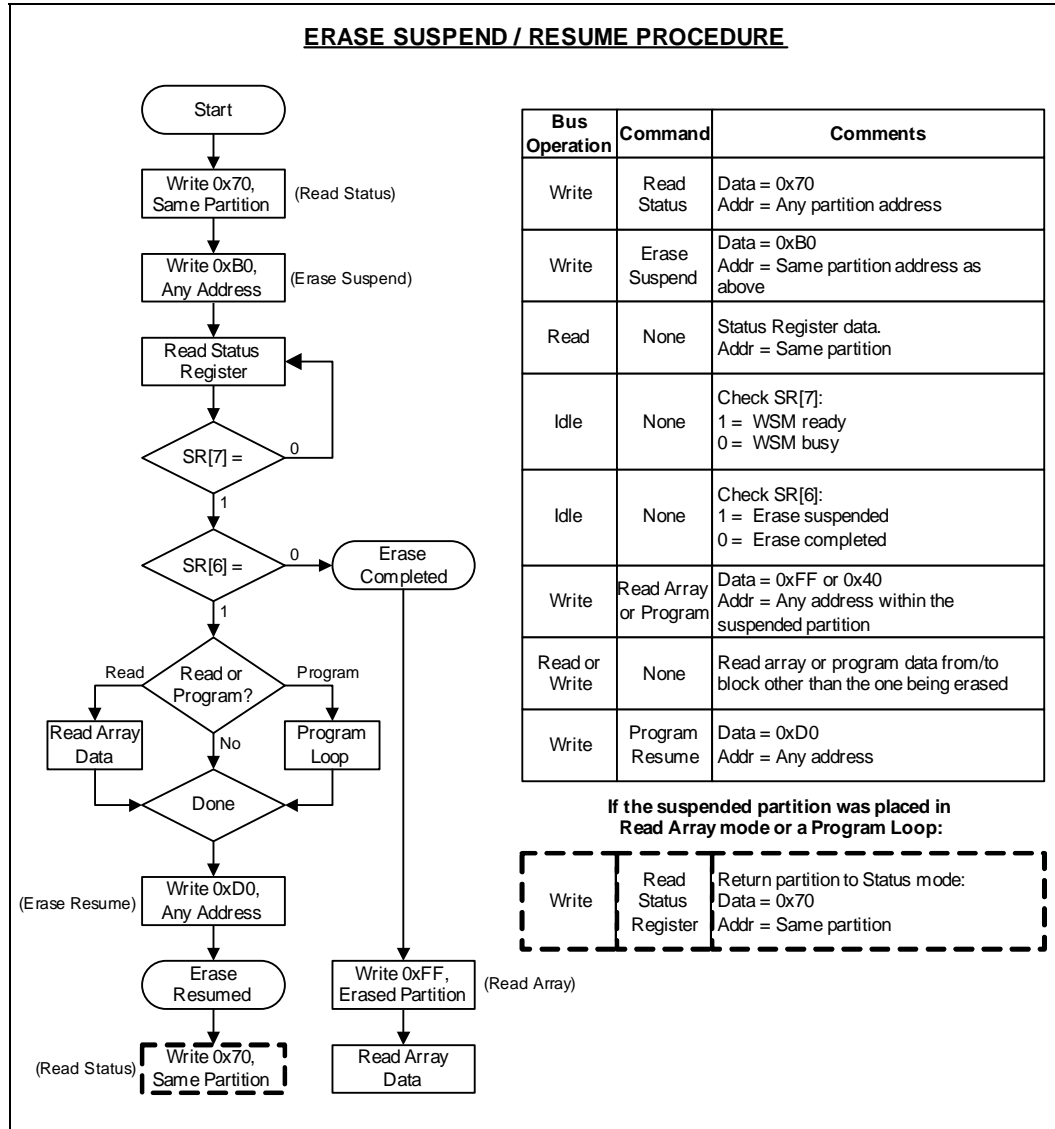 ERASE SUSPEND / RESUME PROCEDURE
Start
Write 0x70,
Same Partition
(Read Status)
Write 0xB0,
Any Address
(Erase Suspend)
Read Status
Register
SR[7] =
0
1
SR[6] =
0
Erase
Completed
1
Read
Read or
Program?
Program
Read Array
Data
No
Program
Loop
Done
(Erase Resume)
Write 0xD0,
Any Address
Erase
Resumed
Write 0xFF,
Erased Partition
(Read Array)
(Read Status)
Write 0x70,
Same Partition
Read Array
Data
Bus
Operation
Command
Comments
Write
Read
Status
Data = 0x70
Addr = Any partition address
Write
Erase
Suspend
Data = 0xB0
Addr = Same partition address as
above
Read
None
Status Register data.
Addr = Same partition
Idle
None
Check SR[7]:
1 = WSM ready
0 = WSM busy
Idle
None
Check SR[6]:
1 = Erase suspended
0 = Erase completed
Write
Read Array
or Program
Data = 0xFF or 0x40
Addr = Any address within the
suspended partition
Read or
Write
None
Read array or program data from/to
block other than the one being erased
Write
Program
Resume
Data = 0xD0
Addr = Any address
If the suspended partition was placed in
Read Array mode or a Program Loop:
Write
Read
Status
Register
Return partition to Status mode:
Data = 0x70
Addr = Same partition